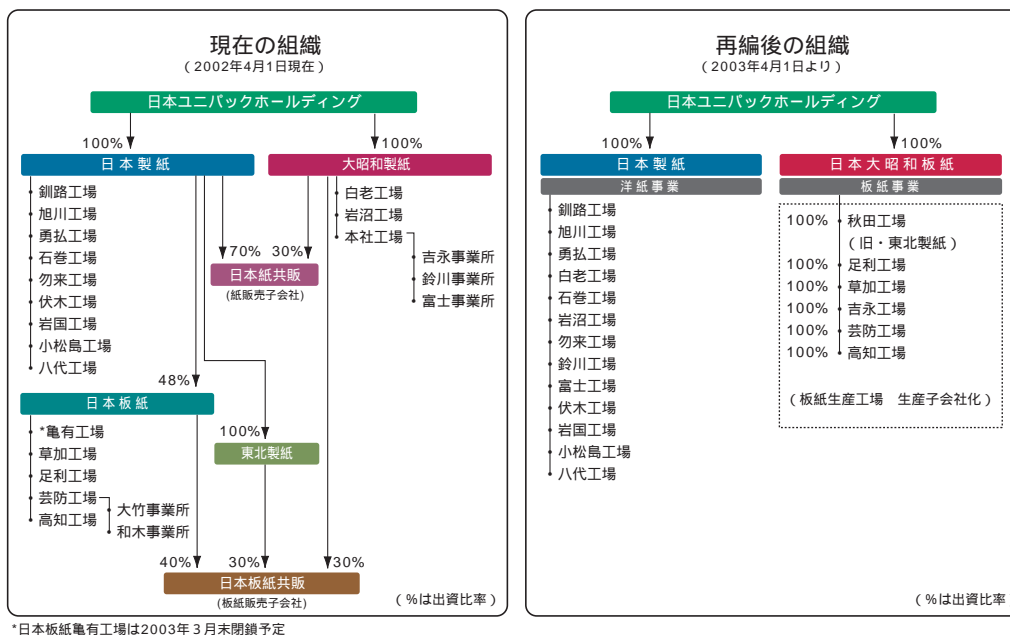 現在の組織
(2002年4月1日現在)
日本ユニパックホールディング
100%
100%
日本製紙
大昭和製紙
釧路工場
旭川工場
勇払工場
石巻工場
勿来工場
伏木工場
岩国工場
小松島工場
八代工場
白老工場
岩沼工場
本社工場
吉永事業所
鈴川事業所
富士事業所
70%
30%
日本紙共販
(紙販売子会社)
48%
日本板紙
*亀有工場
草加工場
足利工場
芸防工場
高知工場
大竹事業所
和木事業所
100%
東北製紙
40%
30%
30%
日本板紙共販
(板紙販売子会社)
(%は出資比率)
*日本板紙亀有工場は2003年3月末閉鎖予定
再編後の組織
(2003年4月1日より)
日本ユニパックホールディング
100%
100%
日本製紙
洋紙事業
釧路工場
旭川工場
勇払工場
白老工場
石巻工場
岩沼工場
勿来工場
鈴川工場
富士工場
伏木工場
岩国工場
小松島工場
八代工場
日本大昭和板紙
板紙事業
100% 秋田工場
(旧・東北製紙)
100% 足利工場
100% 草加工場
100% 吉永工場
100% 芸防工場
100% 高知工場
(板紙生産工場 生産子会社化)
(%は出資比率)